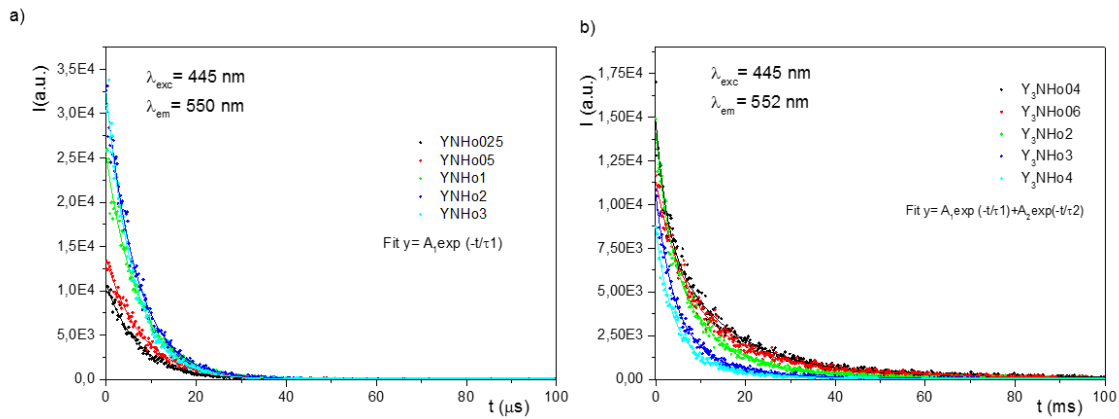 a)
I(a.u.)
3,5E4
3,0E4
2,5E4
2,0E4
1,5E4
1,0E4
5,0E3
0,0
λexc= 445 nm
λem= 550 nm
YNHo025
YNHo05
YNHo1
YNHo2
YNHo3
Fit y= A1exp (-t/τ1)
0 20 40 60 80 100
t (μs)
b)
I (a.u.)
1,75E4
1,50E4
1,25E4
1,00E4
7,50E3
5,00E3
2,50E3
0,00
λexc= 445 nm
λem= 552 nm
Y3NHo04
Y3NHo06
Y3NHo2
Y3NHo3
Y3NHo4
Fit y= A1exp (-t/τ1)+A2exp(-t/τ2)
0 20 40 60 80 100
t (ms)